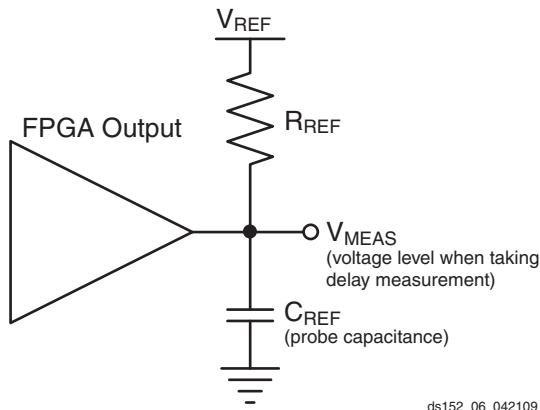 VREF
FPGA Output
RREF
VMEAS
(voltage level when taking
delay measurement)
CREF
(probe capacitance)
ds152_06_042109